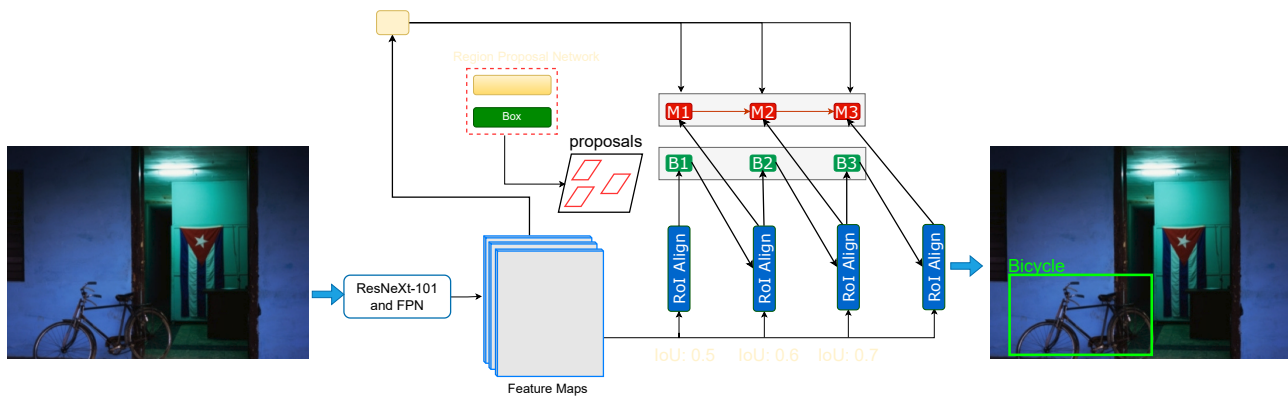 Region Proposal Network
Box
proposals
M1 M2 M3
B1 B2 B3
RoI Align RoI Align RoI Align RoI Align
Bicycle
ResNeXt-101
and FPN
IoU: 0.5 IoU: 0.6 IoU: 0.7
Feature Maps